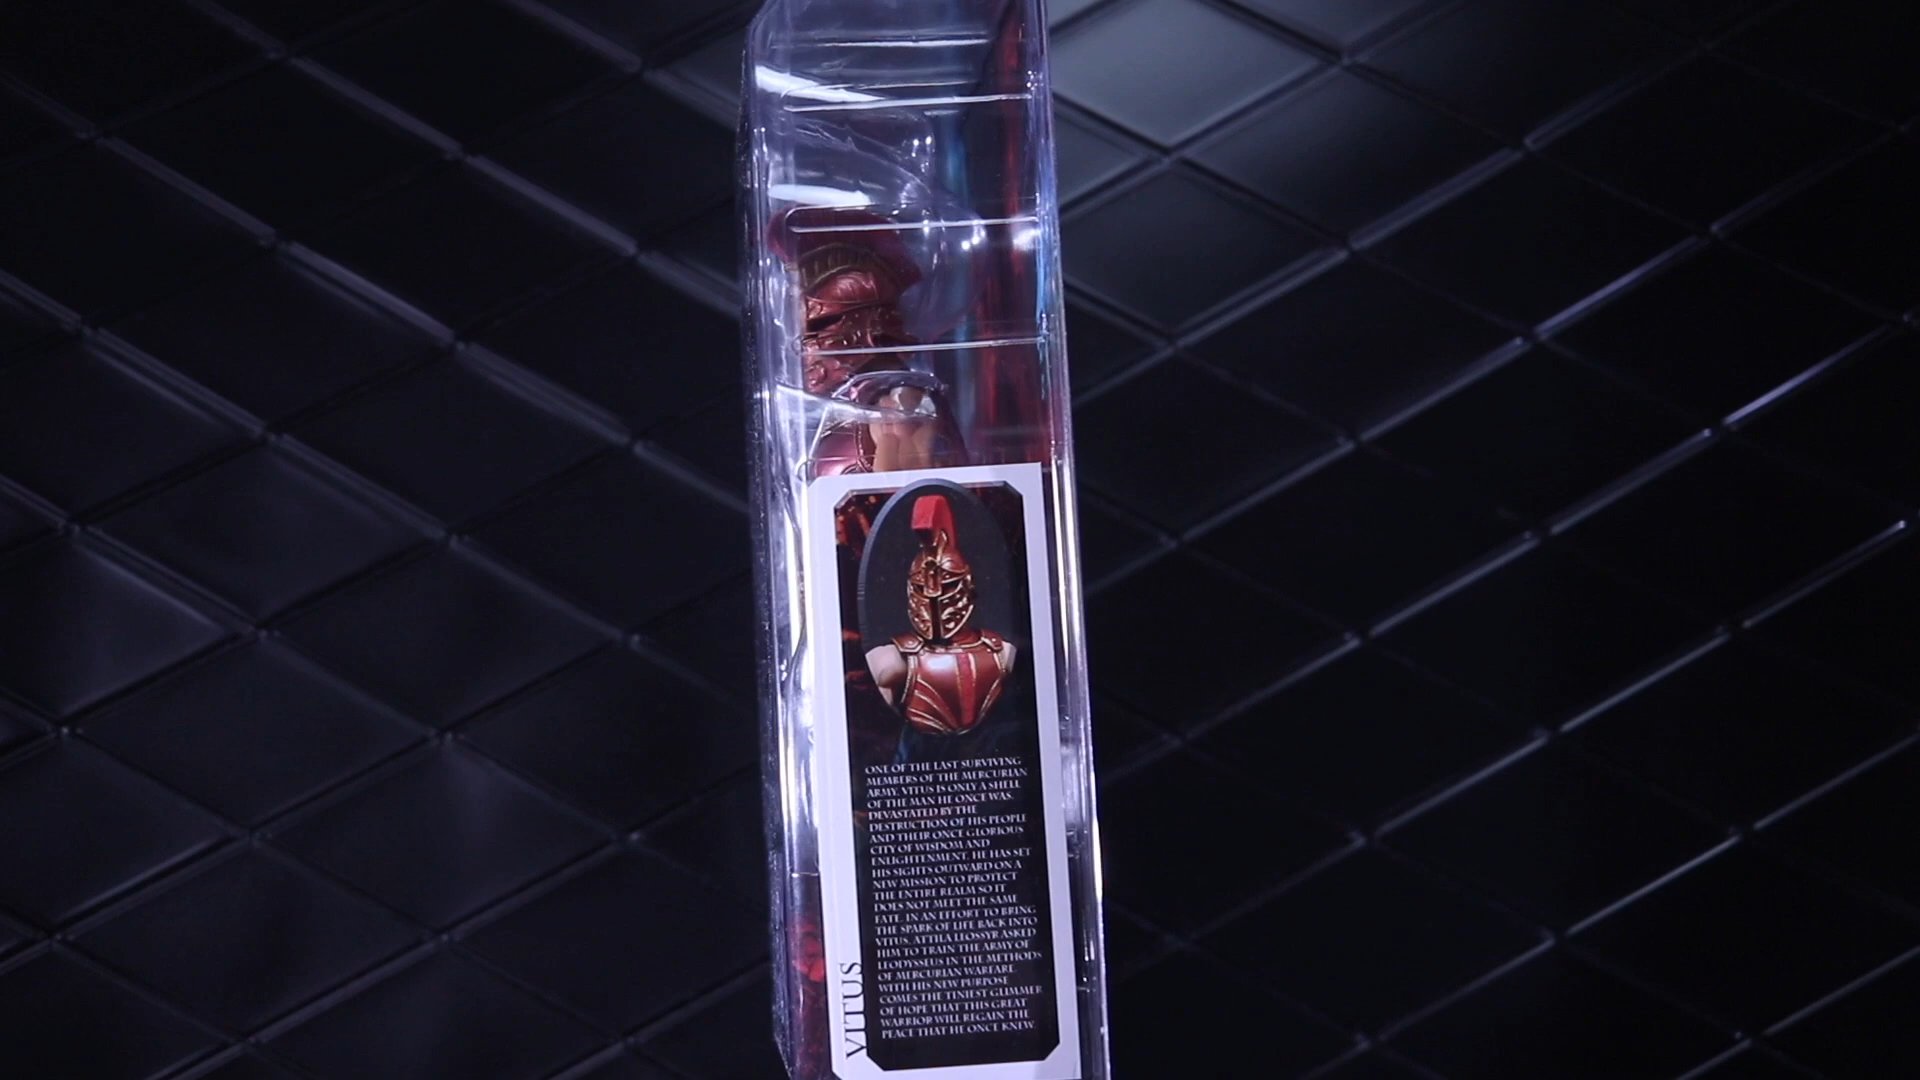 ONE OF THE LAST SURVIVING
MEMBERS OF THE MERCURIAN
ARMY, VITUS IS ONLY A SHELL
OF THE MAN HE ONCE WAS.
DEVASTATED BY THE
DESTRUCTION OF HIS PEOPLE
AND THEIR ONCE GLORIOUS
CITY OF WISDOM AND
ENLIGHTENMENT, HE HAS SET
HIS SIGHTS OUTWARD ON A
NEW MISSION TO PROTECT
THE ENTIRE REALM SO IT
DOES NOT MEET THE SAME
FATE. IN AN EFFORT TO BRING
THE SPARK OF LIFE BACK INTO
VITUS, ATTILA LEOSSYR ASKED
HIM TO TRAIN THE ARMY OF
LEODYSSEUS IN THE METHODS
OF MERCURIAN WARFARE.
WITH HIS NEW PURPOSE
COMES THE TINIEST GLIMMER
OF HOPE THAT THIS GREAT
WARRIOR WILL REGAIN THE
PEACE THAT HE ONCE KNEW.
VITUS